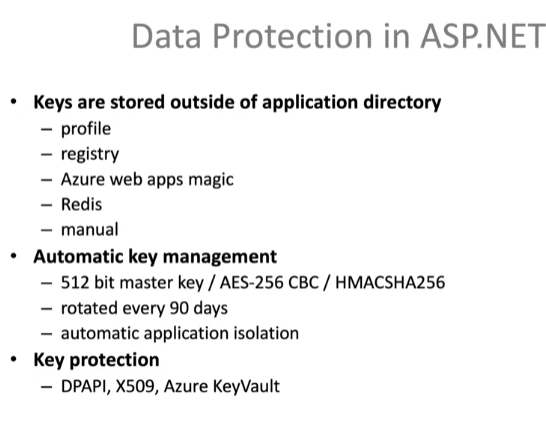 Data Protection in ASP.NET
• Keys are stored outside of application directory
– profile
– registry
– Azure web apps magic
– Redis
– manual
• Automatic key management
– 512 bit master key / AES-256 CBC / HMACSHA256
– rotated every 90 days
– automatic application isolation
• Key protection
– DPAPI, X509, Azure KeyVault